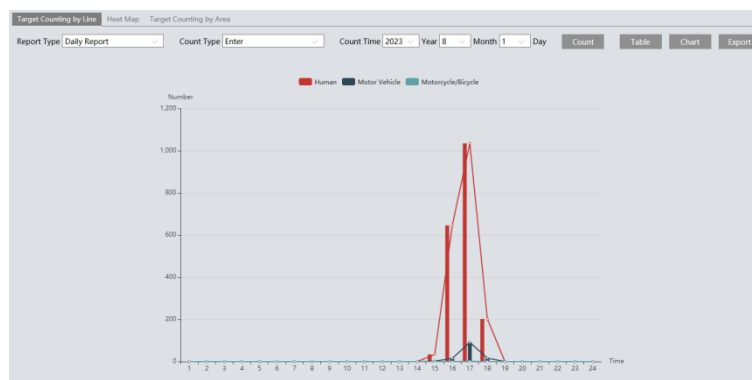 Target Counting by Line Heat Map Target Counting by Area
Report Type Daily Report Count Type Enter Count Time 2023 Year 8 Month 1 Day Count Table Chart Export
Human Motor Vehicle Motorcycle/Bicycle
Number
1,200
1,000
800
600
400
200
0
Time
1 2 3 4 5 6 7 8 9 10 11 12 13 14 15 16 17 18 19 20 21 22 23 24